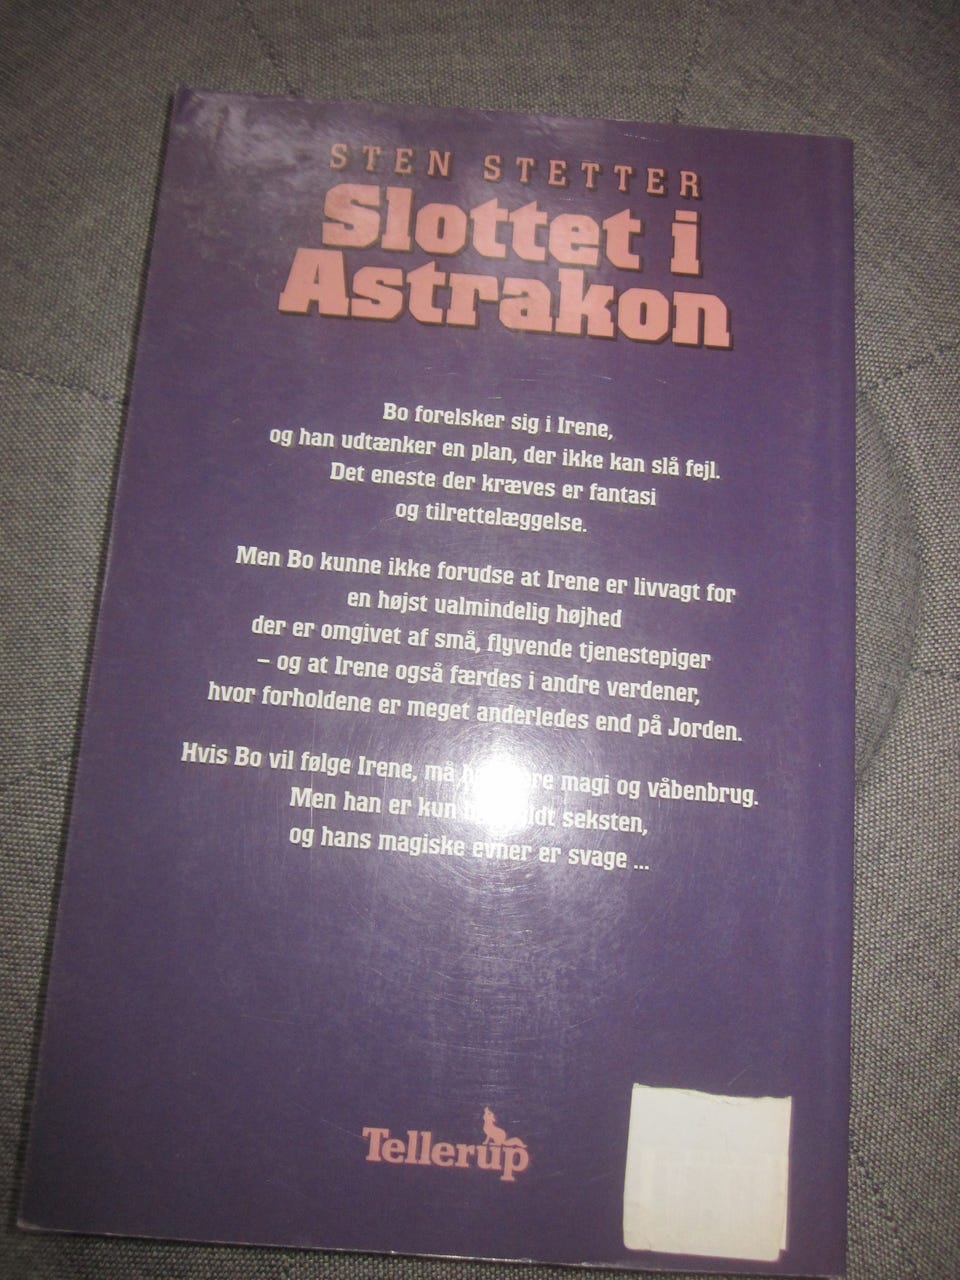 STEN STETTER
Slottet i
Astrakon
Bo forelsker sig i Irene,
og han udtænker en plan, der ikke kan slå fejl.
Det eneste der kræves er fantasi
og tilrettelæggelse.
Men Bo kunne ikke forudse at Irene er livvagt for
en højst ualmindelig højhed
der er omgivet af små, flyvende tjenestepiger
– og at Irene også færdes i andre verdener,
hvor forholdene er meget anderledes end på Jorden.
Hvis Bo vil følge Irene, må magi og våbenbrug.
Men han er kun seksten,
og hans magiske evner er svage ...
Tellerup